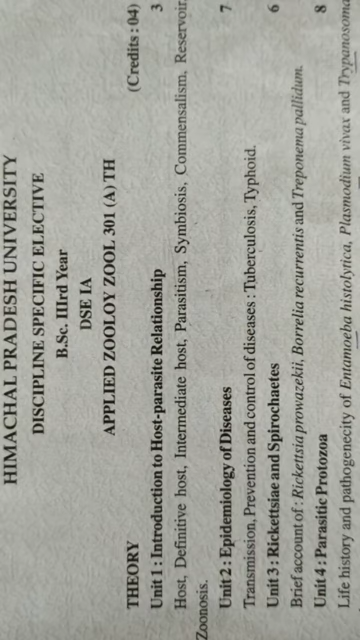 HIMACHAL PRADESH UNIVERSITY
DISCIPLINE SPECIFIC ELECTIVE
B.Sc. IIIrd Year
DSE IA
APPLIED ZOOLOY ZOOL 301 (A) TH
THEORY (Credits : 04)
Unit 1 : Introduction to Host-parasite Relationship 3
Host, Definitive host, Intermediate host, Parasitism, Symbiosis, Commensalism, Reservoir,
Zoonosis.
Unit 2 : Epidemiology of Diseases 7
Transmission, Prevention and control of diseases : Tuberculosis, Typhoid.
Unit 3 : Rickettsiae and Spirochaetes 6
Brief account of : Rickettsia prowazekii, Borrelia recurrentis and Treponema pallidum.
Unit 4 : Parasitic Protozoa 8
Life history and pathogenecity of Entamoeba histolytica, Plasmodium vivax and Trypanosoma